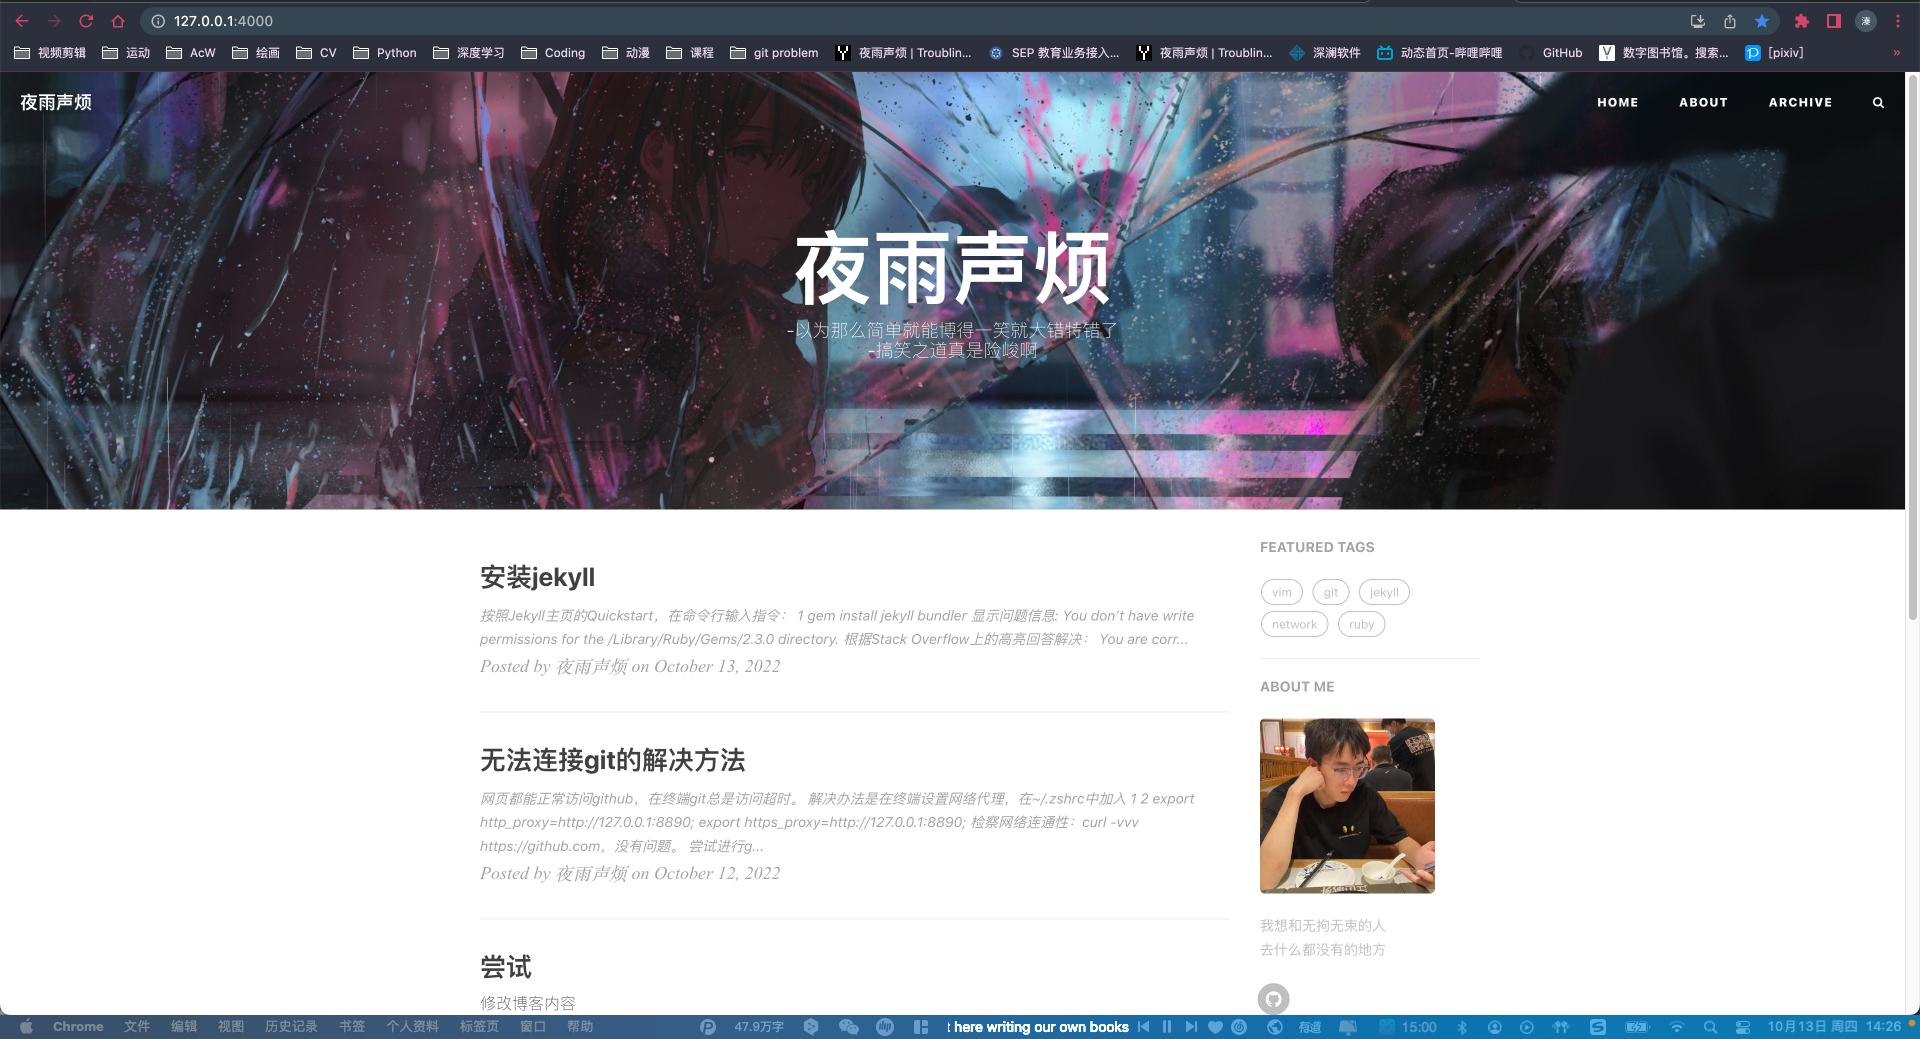 127.0.0.1:4000
视频剪辑 运动 AcW 绘画 CV Python 深度学习 Coding 动漫 课程 git problem 夜雨声烦 | Troublin... SEP 教育业务接入... 夜雨声烦 | Troublin... 深澜软件 动态首页-哔哩哔哩 GitHub 数字图书馆。搜索... [pixiv] »
夜雨声烦 HOME ABOUT ARCHIVE
夜雨声烦
-以为那么简单就能博得一笑就大错特错了
-搞笑之道真是险峻啊
安装jekyll
按照Jekyll主页的Quickstart，在命令行输入指令： 1 gem install jekyll bundler 显示问题信息: You don’t have write
permissions for the /Library/Ruby/Gems/2.3.0 directory. 根据Stack Overflow上的高亮回答解决： You are corr...
Posted by 夜雨声烦 on October 13, 2022
无法连接git的解决方法
网页都能正常访问github，在终端git总是访问超时。 解决办法是在终端设置网络代理，在~/.zshrc中加入 1 2 export
http_proxy=http://127.0.0.1:8890; export https_proxy=http://127.0.0.1:8890; 检察网络连通性：curl -vvv
https://github.com，没有问题。 尝试进行g...
Posted by 夜雨声烦 on October 12, 2022
尝试
修改博客内容
FEATURED TAGS
vim git jekyll
network ruby
ABOUT ME
我想和无拘无束的人
去什么都没有的地方
Chrome 文件 编辑 视图 历史记录 书签 个人资料 标签页 窗口 帮助 47.9万字 t here writing our own books 有道 15:00 10月13日 周四 14:26